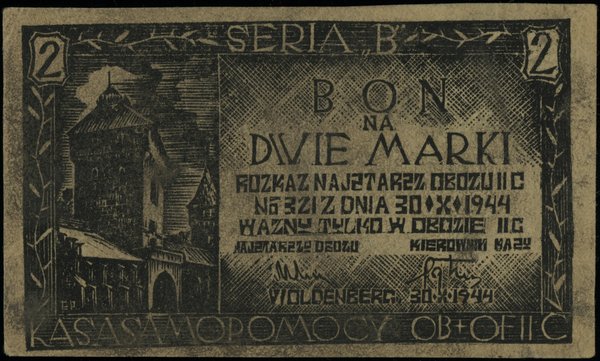 2 SERIA „B" 2
BON
NA
DWIE MARKI
ROZKAZ NAJSTARSZ OBOZU II C
No 321 Z DNIA 30•X•1944
WAŻNY TYLKO W OBOZIE II C
NAJSTARSZY OBOZU KIEROWNIK KASY
WOLDENBERG. 30.X.1944
KASA SAMOPOMOCY OB+OF II C